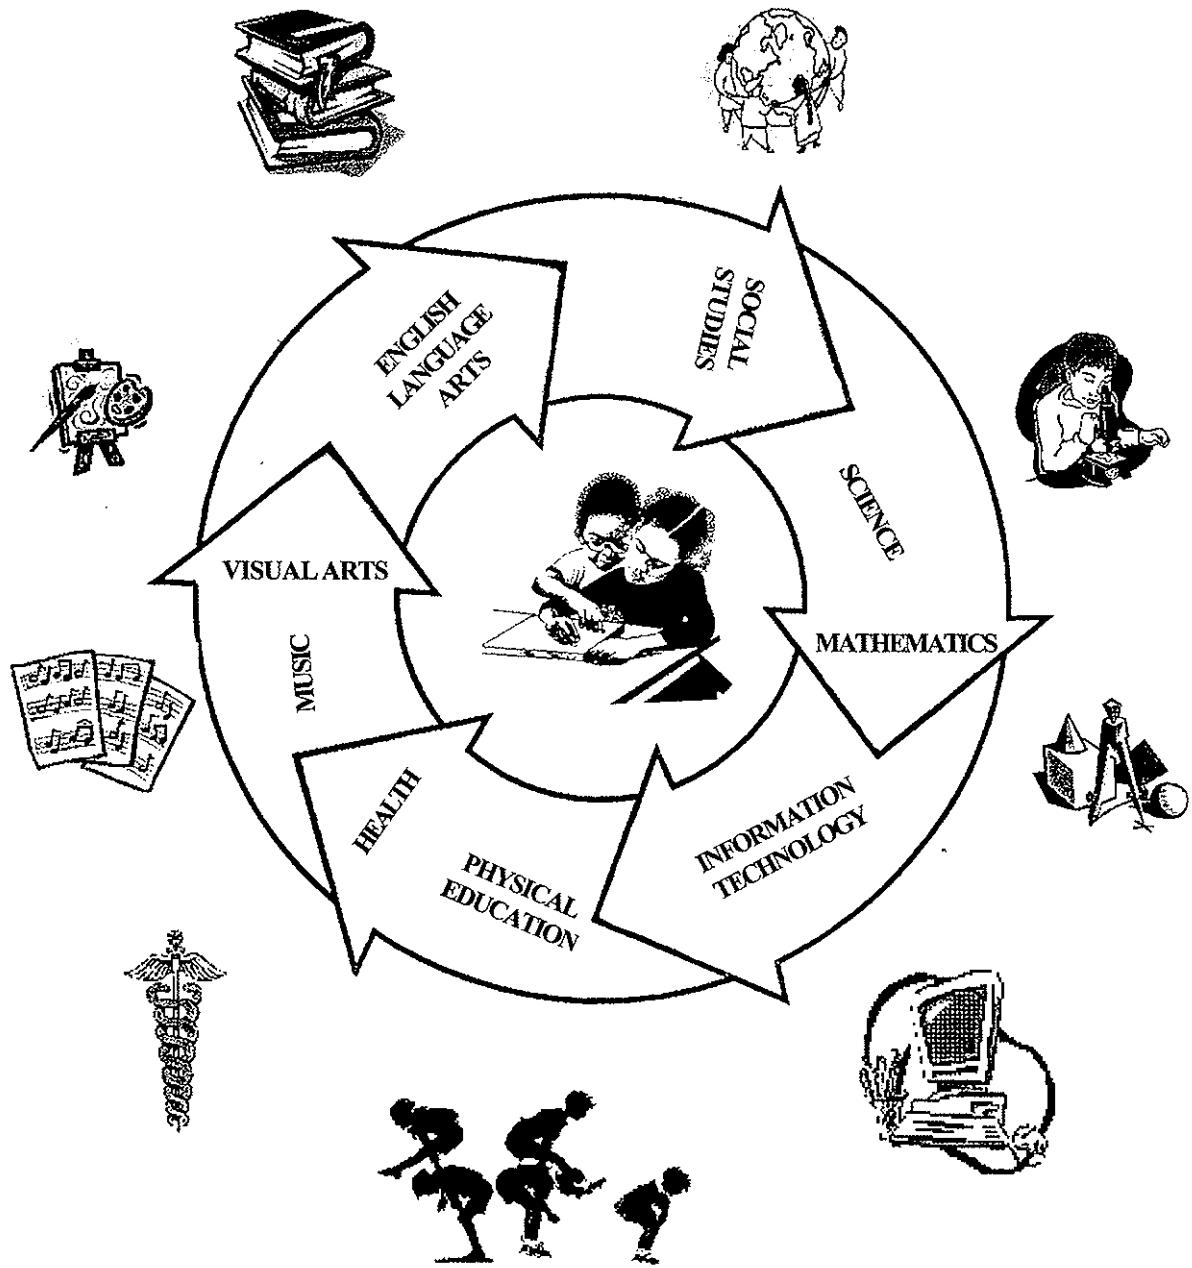 ENGLISH
LANGUAGE
ARTS
SOCIAL
STUDIES
SCIENCE
MATHEMATICS
INFORMATION
TECHNOLOGY
PHYSICAL
EDUCATION
HEALTH
MUSIC
VISUAL ARTS